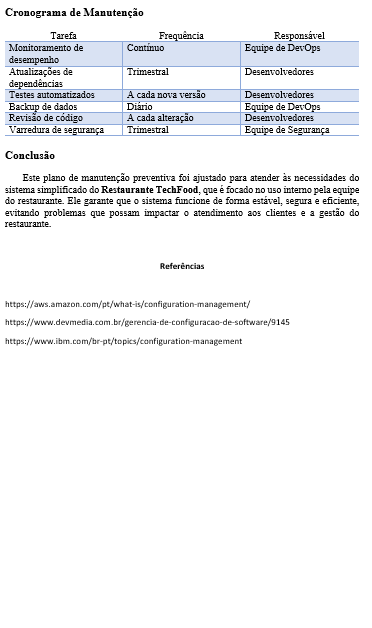 Cronograma de Manutenção
Tarefa Frequência Responsável
Monitoramento de desempenho Contínuo Equipe de DevOps
Atualizações de dependências Trimestral Desenvolvedores
Testes automatizados A cada nova versão Desenvolvedores
Backup de dados Diário Equipe de DevOps
Revisão de código A cada alteração Desenvolvedores
Varredura de segurança Trimestral Equipe de Segurança
Conclusão
Este plano de manutenção preventiva foi ajustado para atender às necessidades do
sistema simplificado do Restaurante TechFood, que é focado no uso interno pela equipe
do restaurante. Ele garante que o sistema funcione de forma estável, segura e eficiente,
evitando problemas que possam impactar o atendimento aos clientes e a gestão do
restaurante.
Referências
https://aws.amazon.com/pt/what-is/configuration-management/
https://www.devmedia.com.br/gerencia-de-configuracao-de-software/9145
https://www.ibm.com/br-pt/topics/configuration-management